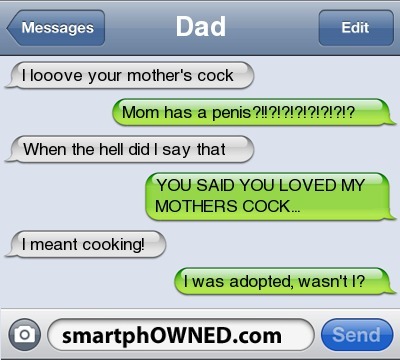 Messages
Dad
Edit
I looove your mother's cock
Mom has a penis?!!?!?!?!?!?!?!?
When the hell did I say that
YOU SAID YOU LOVED MY
MOTHERS COCK...
I meant cooking!
I was adopted, wasn't I?
smartphOWNED.com
Send